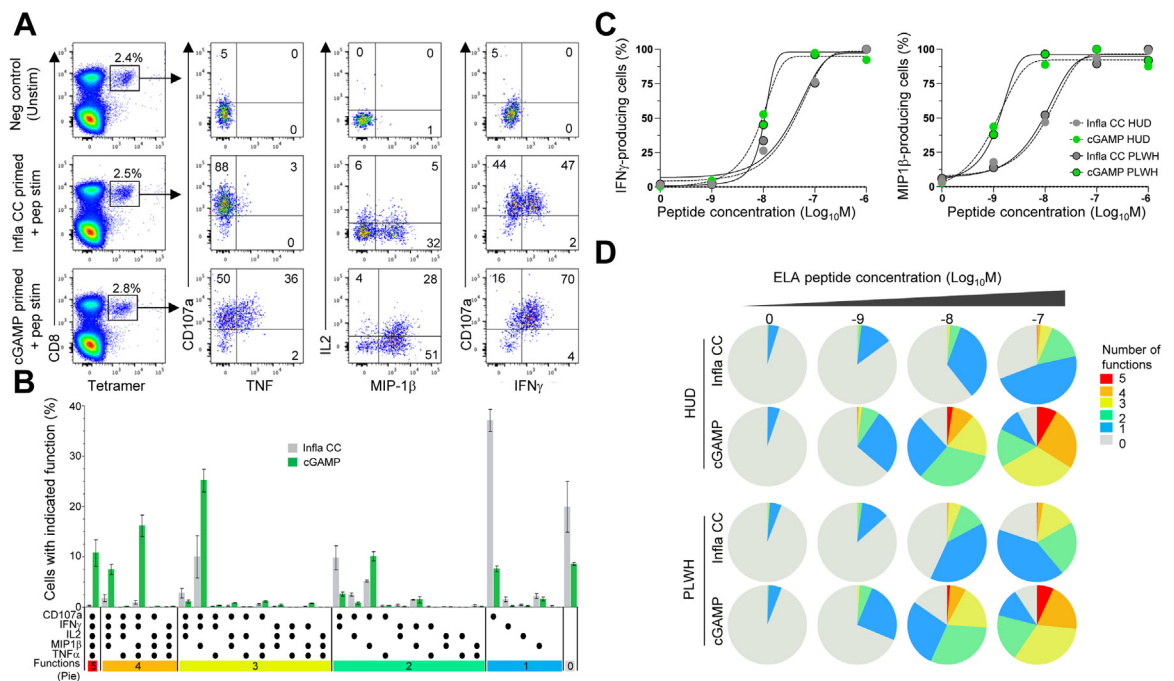 A
Neg control
(Unstim)
2.4%
5
0
0
0
0
1
5
0
0
Infla CC primed
+ pep stim
2.5%
88
3
0
6
5
32
44
47
2
cGAMP primed
+ pep stim
2.8%
50
36
2
4
28
51
16
70
4
CD8
CD107a
IL2
CD107a
Tetramer
TNF
MIP-1β
IFNγ
B
Cells with indicated function (%)
40
30
20
10
0
Infla CC
cGAMP
CD107a
IFNγ
IL2
MIP1β
TNFα
Functions
(Pie)
5
4
3
2
1
0
C
IFNγ-producing cells (%)
100
75
50
25
0
0
-9
-8
-7
-6
Peptide concentration (Log10M)
MIP1β-producing cells (%)
100
75
50
25
0
0
-9
-8
-7
-6
Peptide concentration (Log10M)
Infla CC HUD
cGAMP HUD
Infla CC PLWH
cGAMP PLWH
D
ELA peptide concentration (Log10M)
0
-9
-8
-7
HUD
Infla CC
cGAMP
PLWH
Infla CC
cGAMP
Number of
functions
5
4
3
2
1
0